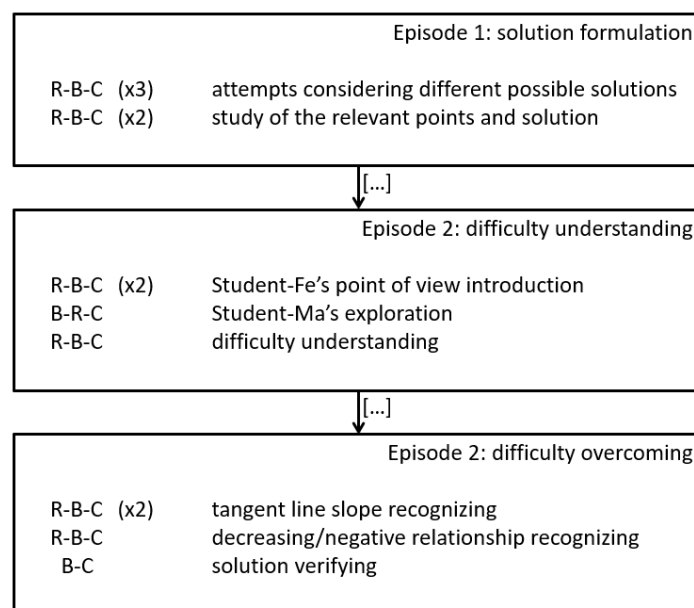 Episode 1: solution formulation
R-B-C (x3) attempts considering different possible solutions
R-B-C (x2) study of the relevant points and solution
[...]
Episode 2: difficulty understanding
R-B-C (x2) Student-Fe's point of view introduction
B-R-C Student-Ma's exploration
R-B-C difficulty understanding
[...]
Episode 2: difficulty overcoming
R-B-C (x2) tangent line slope recognizing
R-B-C decreasing/negative relationship recognizing
B-C solution verifying